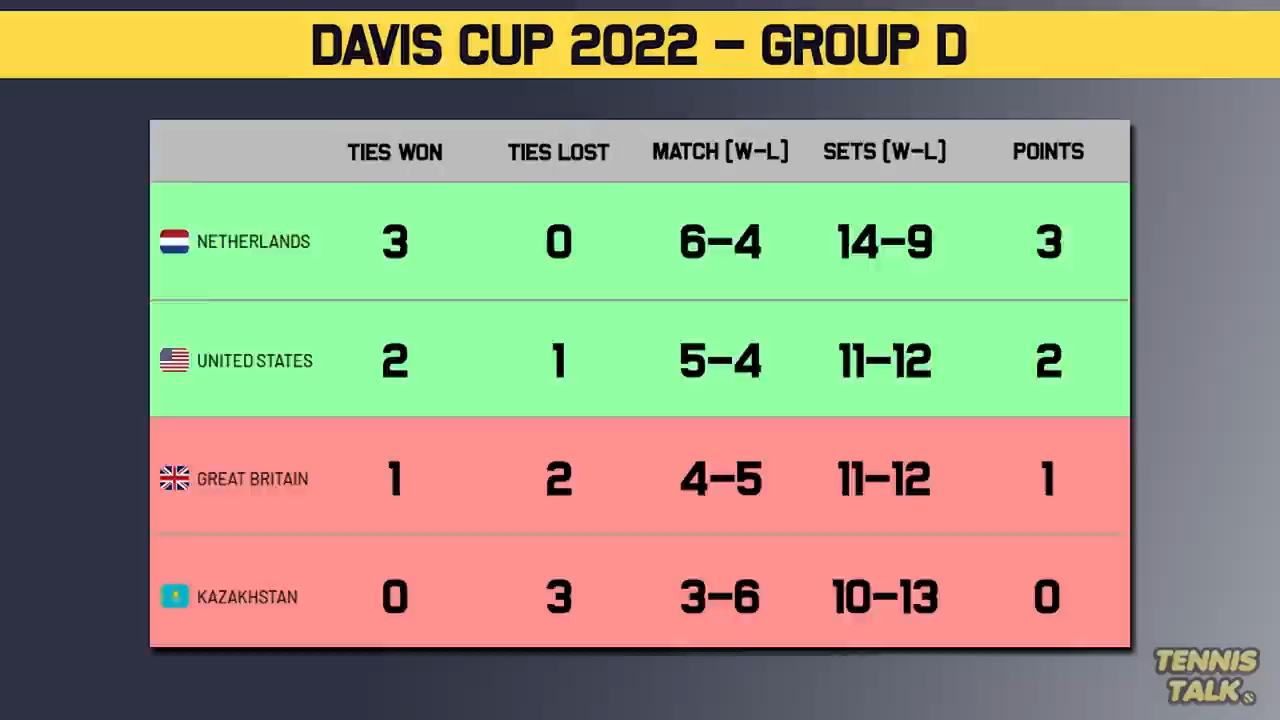 DAVIS CUP 2022 – GROUP D
TIES WON TIES LOST MATCH [W–L] SETS [W–L] POINTS
NETHERLANDS 3 0 6–4 14–9 3
UNITED STATES 2 1 5–4 11–12 2
GREAT BRITAIN 1 2 4–5 11–12 1
KAZAKHSTAN 0 3 3–6 10–13 0
TENNIS
TALK